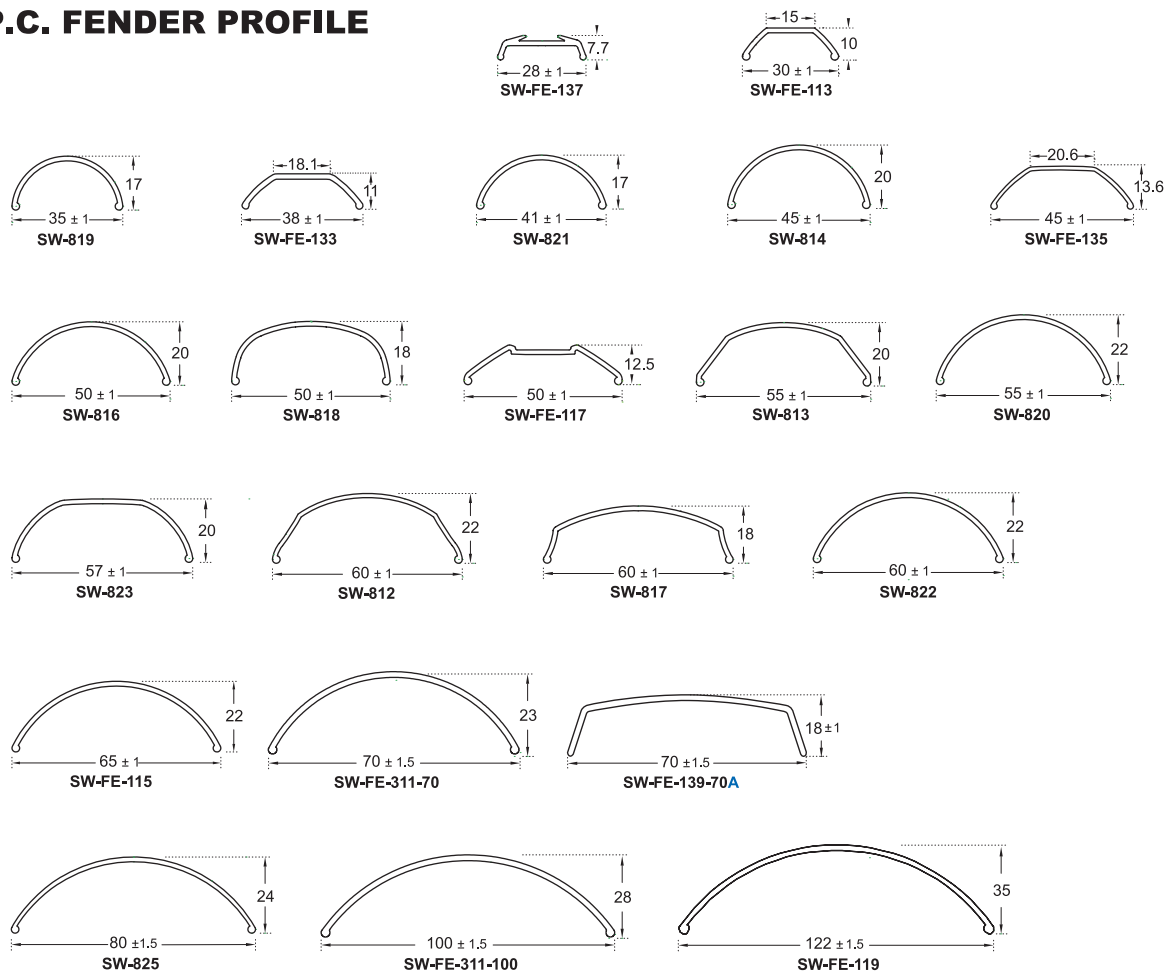 P.C. FENDER PROFILE
7.7
28 ± 1
SW-FE-137
15
10
30 ± 1
SW-FE-113
17
35 ± 1
SW-819
18.1
11
38 ± 1
SW-FE-133
17
41 ± 1
SW-821
20
45 ± 1
SW-814
20.6
13.6
45 ± 1
SW-FE-135
20
50 ± 1
SW-816
18
50 ± 1
SW-818
12.5
50 ± 1
SW-FE-117
20
55 ± 1
SW-813
22
55 ± 1
SW-820
20
57 ± 1
SW-823
22
60 ± 1
SW-812
18
60 ± 1
SW-817
22
60 ± 1
SW-822
22
65 ± 1
SW-FE-115
23
70 ± 1.5
SW-FE-311-70
18±1
70 ±1.5
SW-FE-139-70A
24
80 ±1.5
SW-825
28
100 ± 1.5
SW-FE-311-100
35
122 ±1.5
SW-FE-119